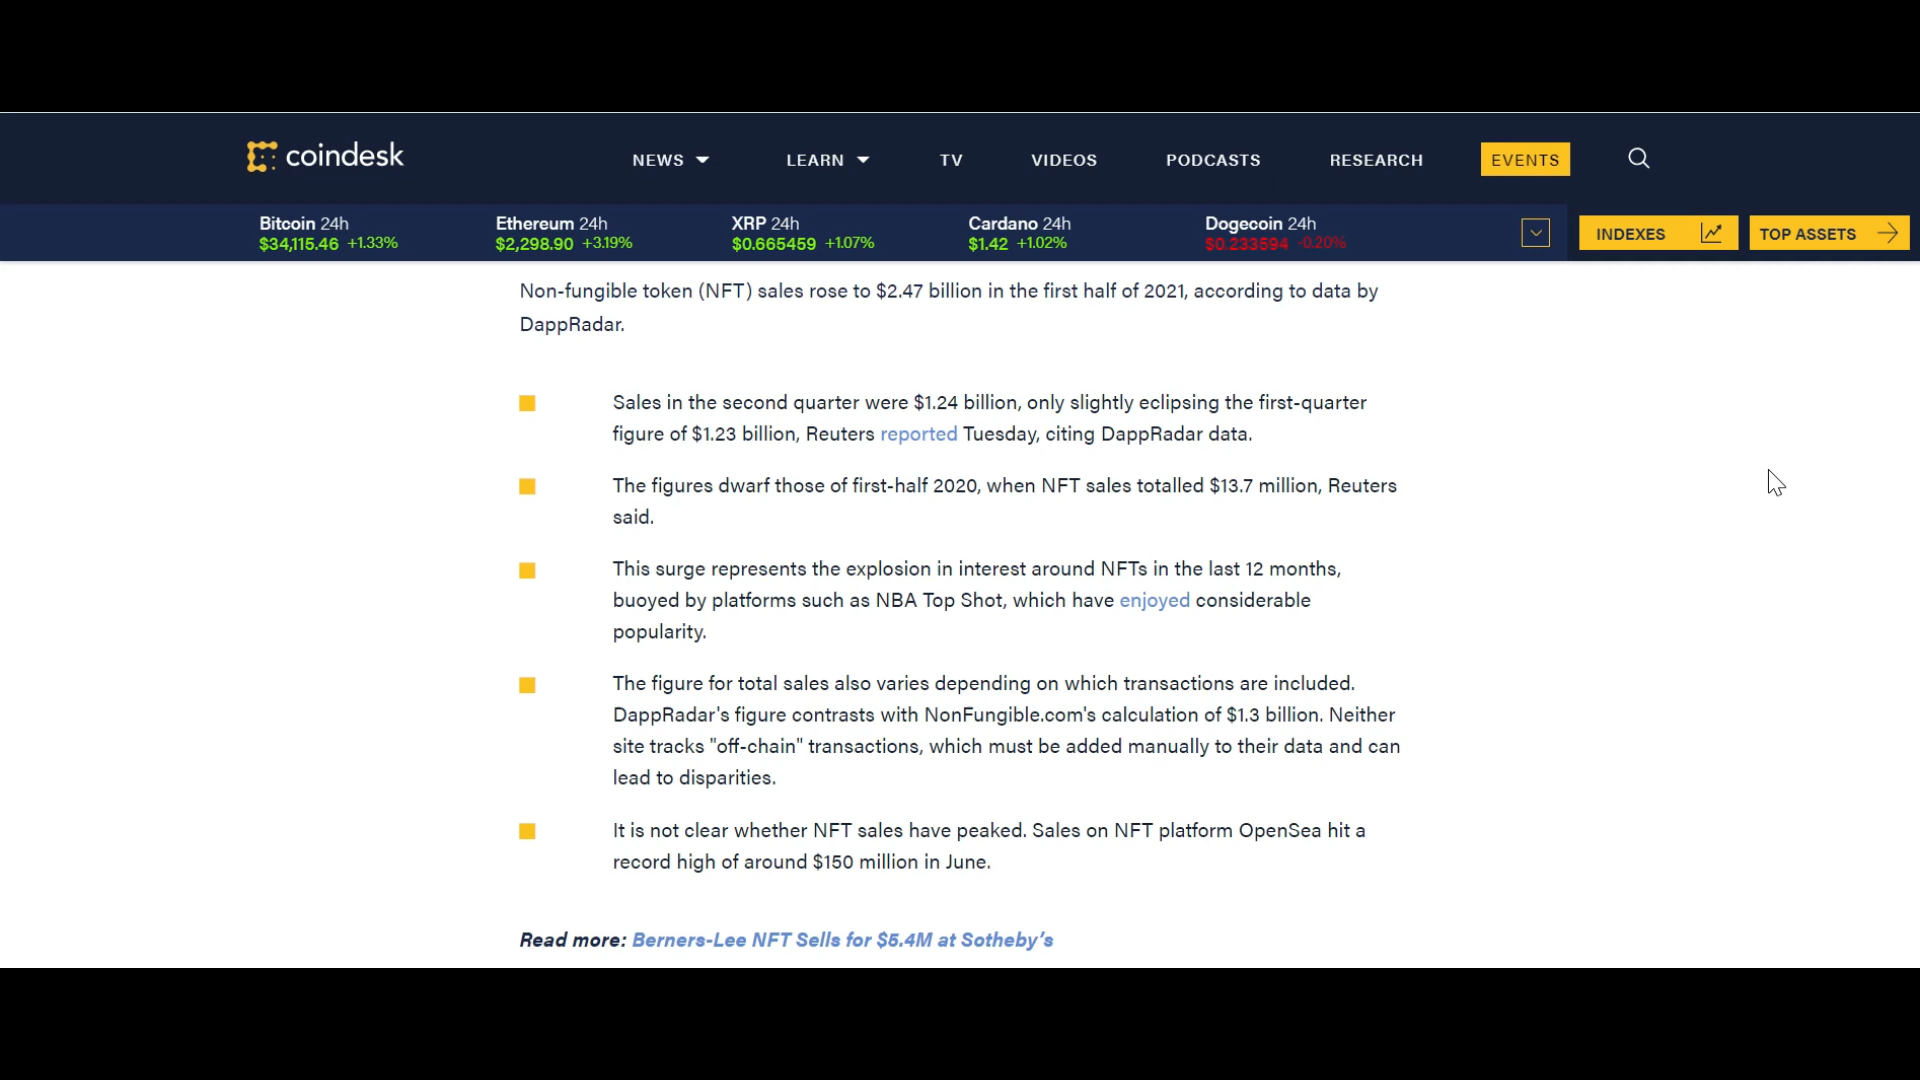 coindesk
NEWS LEARN TV VIDEOS PODCASTS RESEARCH EVENTS
Bitcoin 24h
$34,115.46 +1.33%
Ethereum 24h
$2,298.90 +3.19%
XRP 24h
$0.665459 +1.07%
Cardano 24h
$1.42 +1.02%
Dogecoin 24h
$0.233594 -0.20%
INDEXES
TOP ASSETS
Non-fungible token (NFT) sales rose to $2.47 billion in the first half of 2021, according to data by
DappRadar.
Sales in the second quarter were $1.24 billion, only slightly eclipsing the first-quarter
figure of $1.23 billion, Reuters reported Tuesday, citing DappRadar data.
The figures dwarf those of first-half 2020, when NFT sales totalled $13.7 million, Reuters
said.
This surge represents the explosion in interest around NFTs in the last 12 months,
buoyed by platforms such as NBA Top Shot, which have enjoyed considerable
popularity.
The figure for total sales also varies depending on which transactions are included.
DappRadar's figure contrasts with NonFungible.com's calculation of $1.3 billion. Neither
site tracks "off-chain" transactions, which must be added manually to their data and can
lead to disparities.
It is not clear whether NFT sales have peaked. Sales on NFT platform OpenSea hit a
record high of around $150 million in June.
Read more: Berners-Lee NFT Sells for $5.4M at Sotheby’s